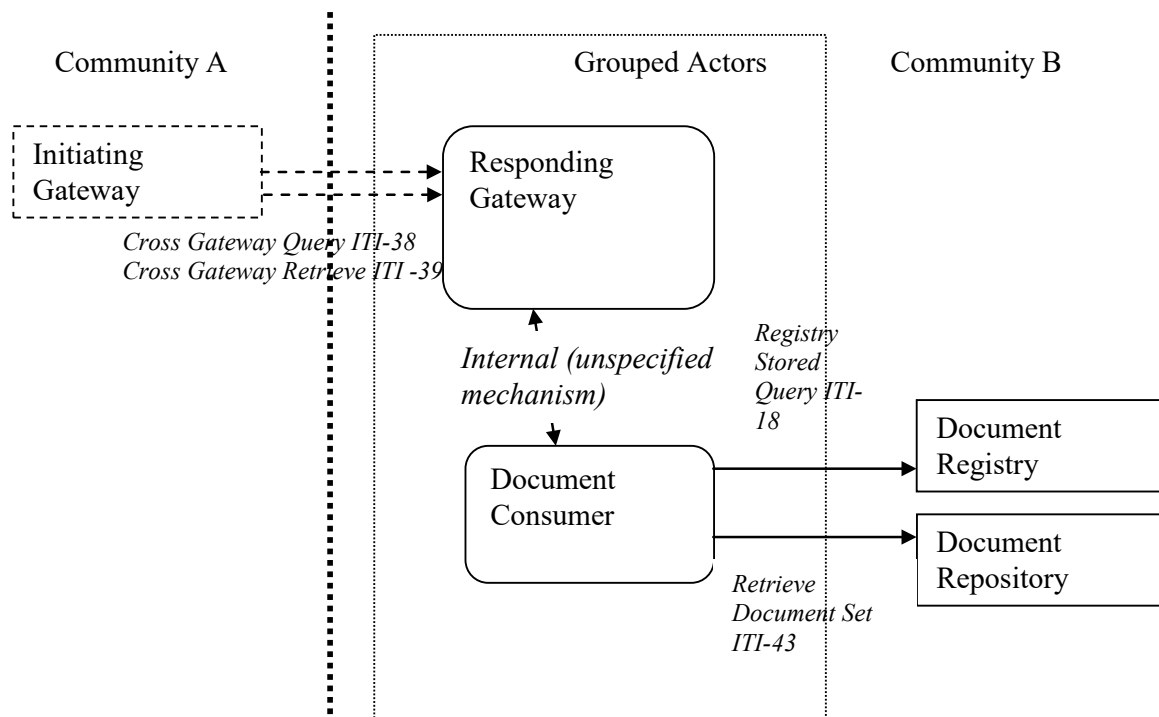 Community A
Grouped Actors
Community B
Initiating
Gateway
Responding
Gateway
Cross Gateway Query ITI-38
Cross Gateway Retrieve ITI -39
Internal (unspecified
mechanism)
Registry
Stored
Query ITI-
18
Document
Registry
Document
Consumer
Document
Repository
Retrieve
Document Set
ITI-43